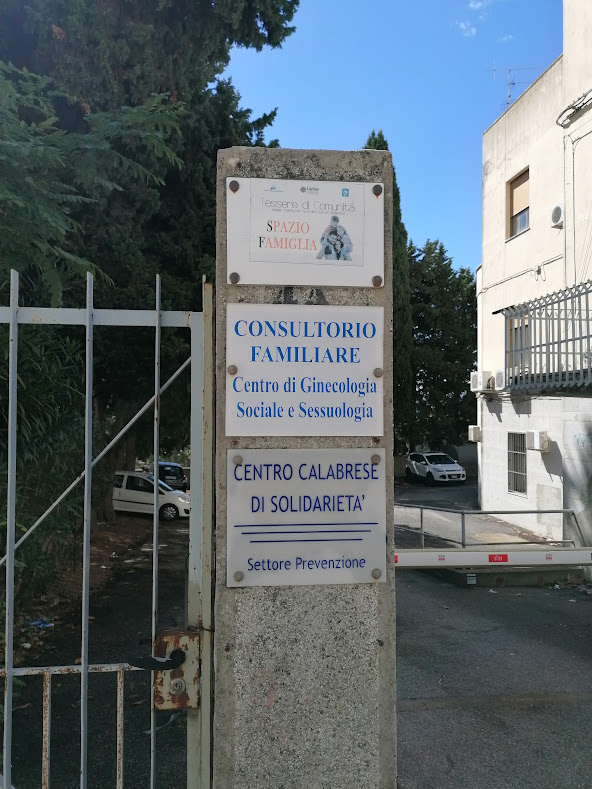 Tessere di Comunità
SPAZIO
FAMIGLIA
CONSULTORIO
FAMILIARE
Centro di Ginecologia
Sociale e Sessuologia
CENTRO CALABRESE
DI SOLIDARIETA'
Settore Prevenzione